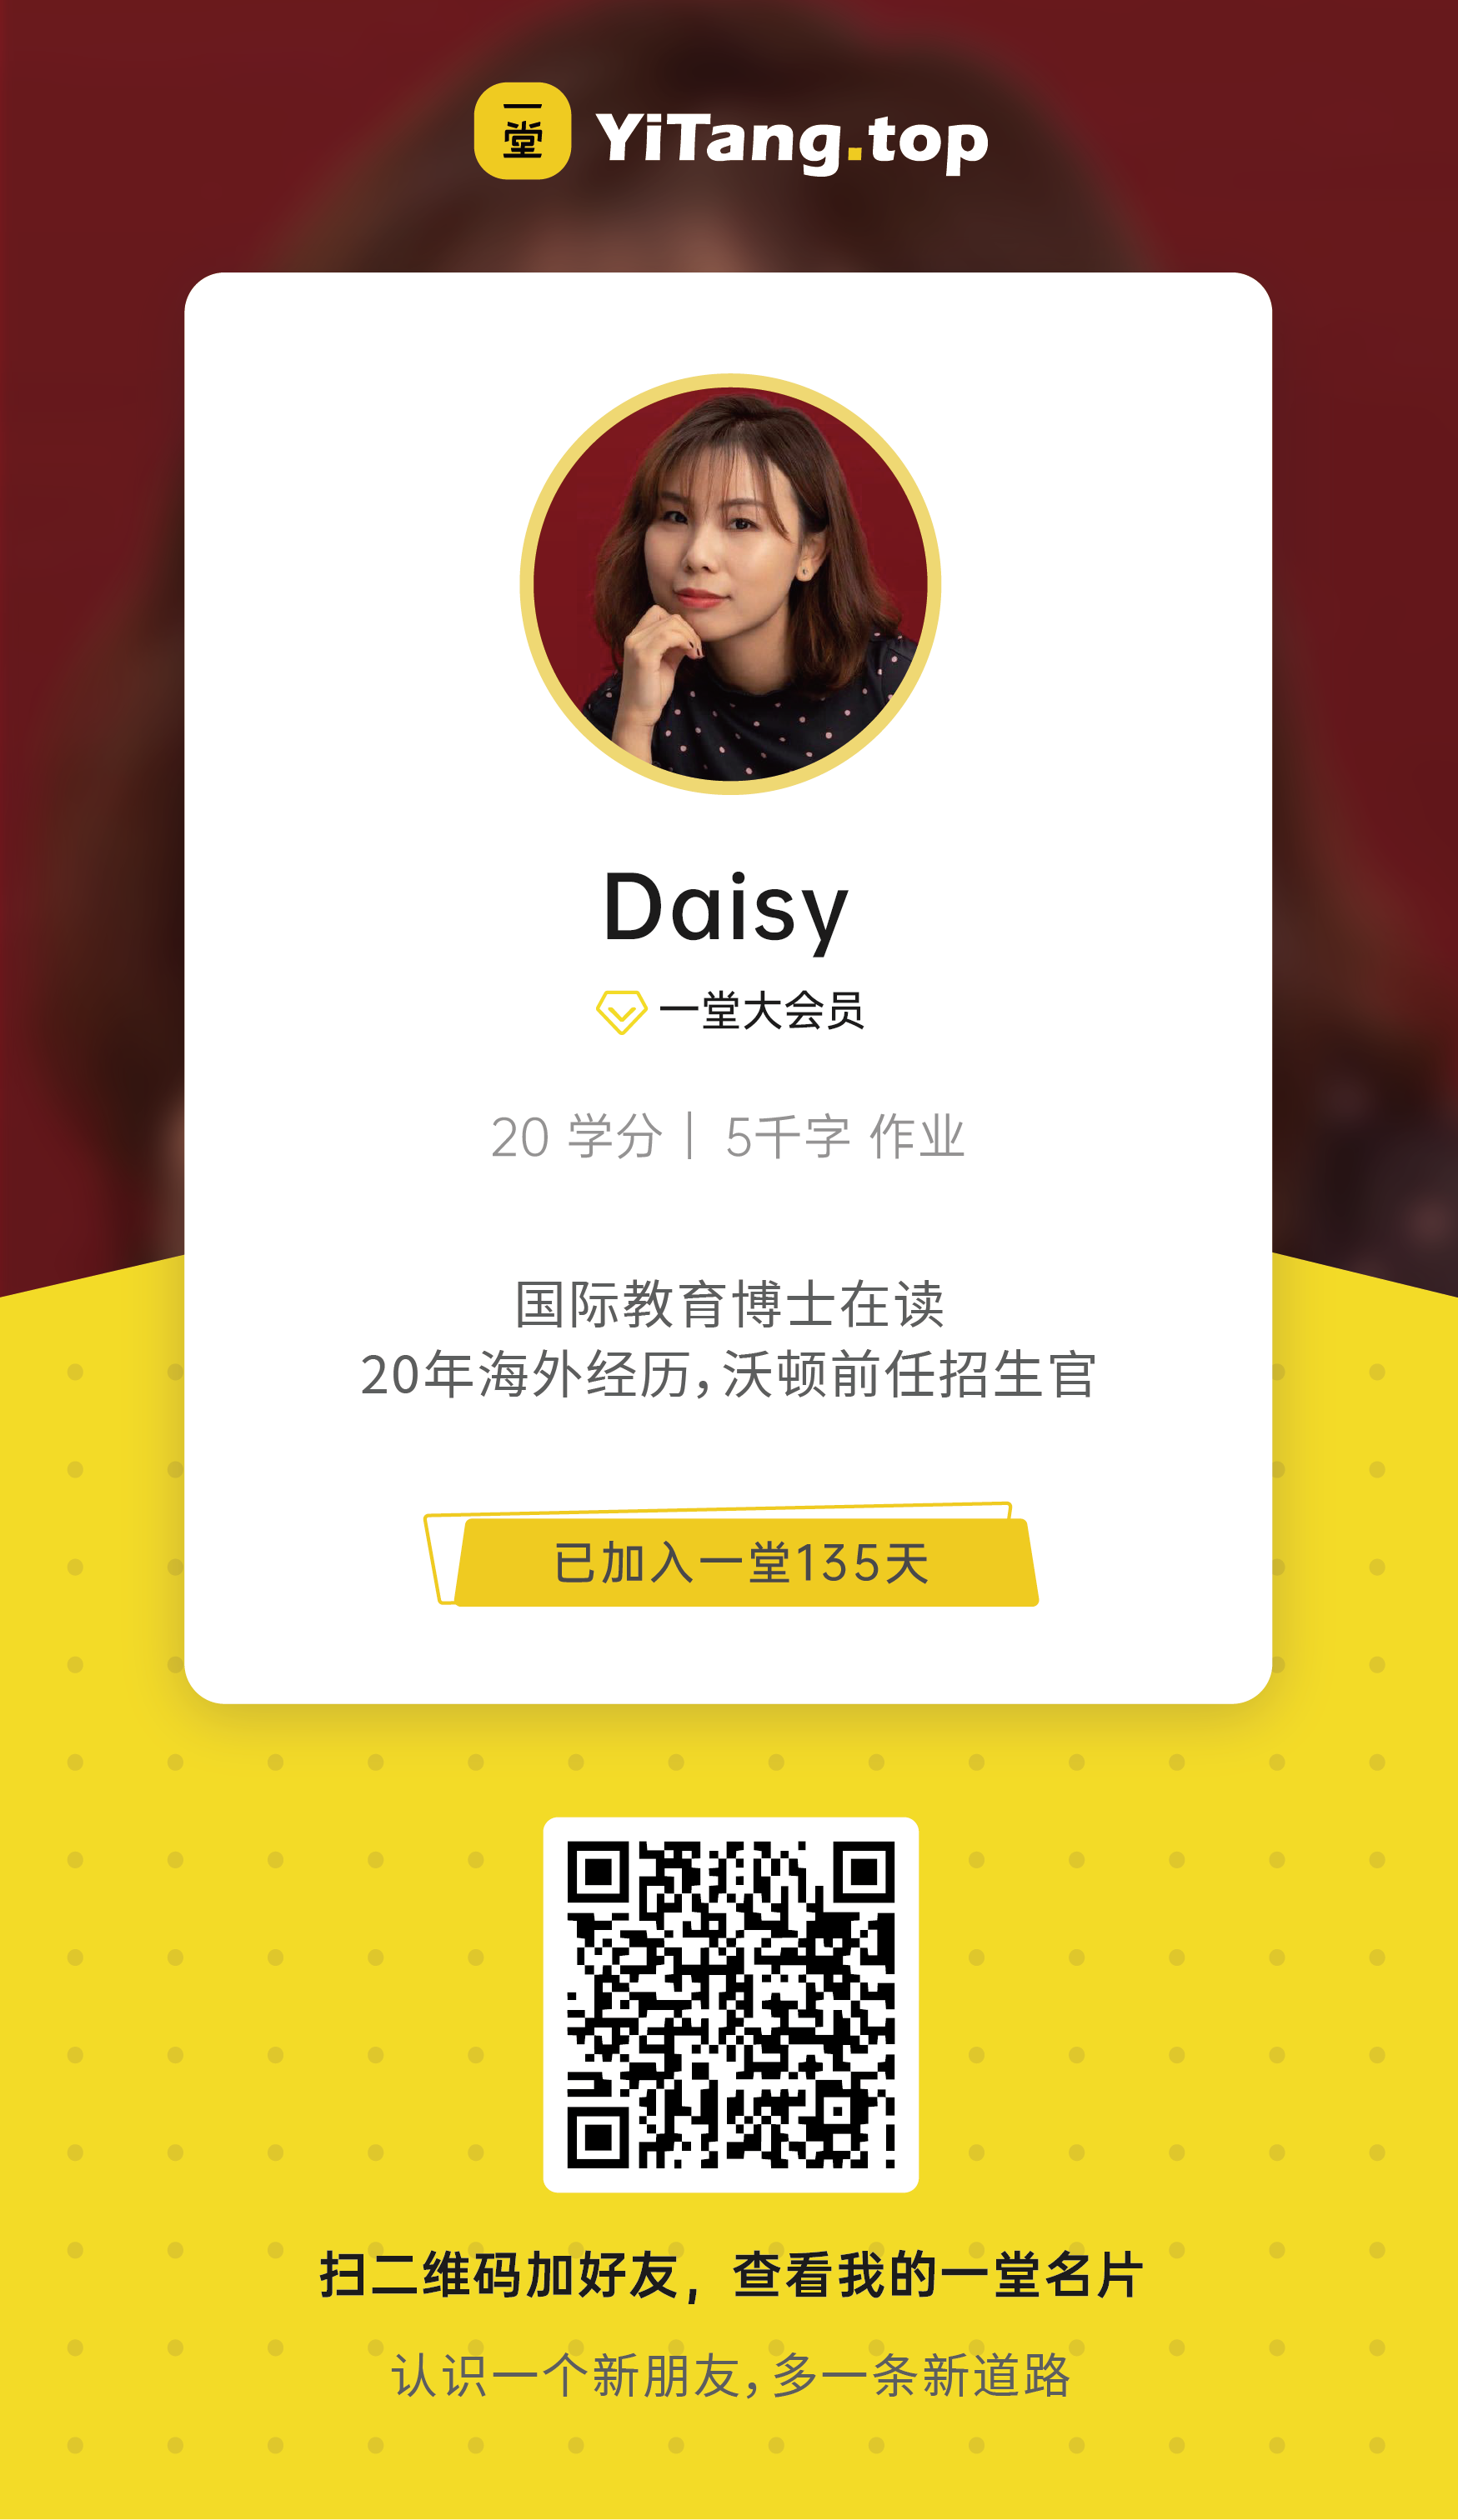 一堂 YiTang.top
Daisy
一堂大会员
20 学分 | 5千字 作业
国际教育博士在读
20年海外经历，沃顿前任招生官
已加入一堂135天
扫二维码加好友，查看我的一堂名片
认识一个新朋友，多一条新道路